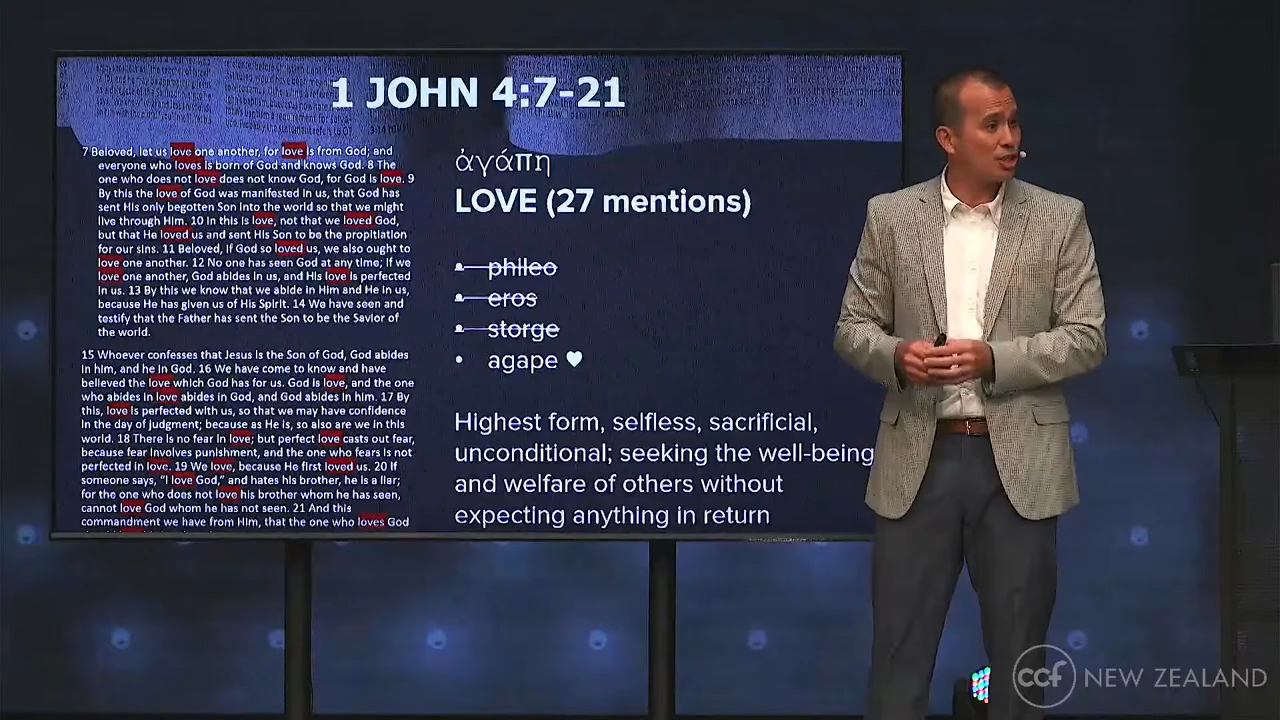 1 JOHN 4:7-21
7 Beloved, let us love one another, for love is from God; and
everyone who loves is born of God and knows God. 8 The
one who does not love does not know God, for God is love. 9
By this the love of God was manifested in us, that God has
sent His only begotten Son into the world so that we might
live through Him. 10 In this is love, not that we loved God,
but that He loved us and sent His Son to be the propitiation
for our sins. 11 Beloved, if God so loved us, we also ought to
love one another. 12 No one has seen God at any time; if we
love one another, God abides in us, and His love is perfected
in us. 13 By this we know that we abide in Him and He in us,
because He has given us of His Spirit. 14 We have seen and
testify that the Father has sent the Son to be the Savior of
the world.
15 Whoever confesses that Jesus is the Son of God, God abides
in him, and he in God. 16 We have come to know and have
believed the love which God has for us. God is love, and the one
who abides in love abides in God, and God abides in him. 17 By
this, love is perfected with us, so that we may have confidence
in the day of judgment; because as He is, so also are we in this
world. 18 There is no fear in love; but perfect love casts out fear,
because fear involves punishment, and the one who fears is not
perfected in love. 19 We love, because He first loved us. 20 If
someone says, “I love God,” and hates his brother, he is a liar;
for the one who does not love his brother whom he has seen,
cannot love God whom he has not seen. 21 And this
commandment we have from Him, that the one who loves God
ἀγάπη
LOVE (27 mentions)
• phileo
• eros
• storge
• agape ♥
Highest form, selfless, sacrificial,
unconditional; seeking the well-being
and welfare of others without
expecting anything in return
ccf NEW ZEALAND